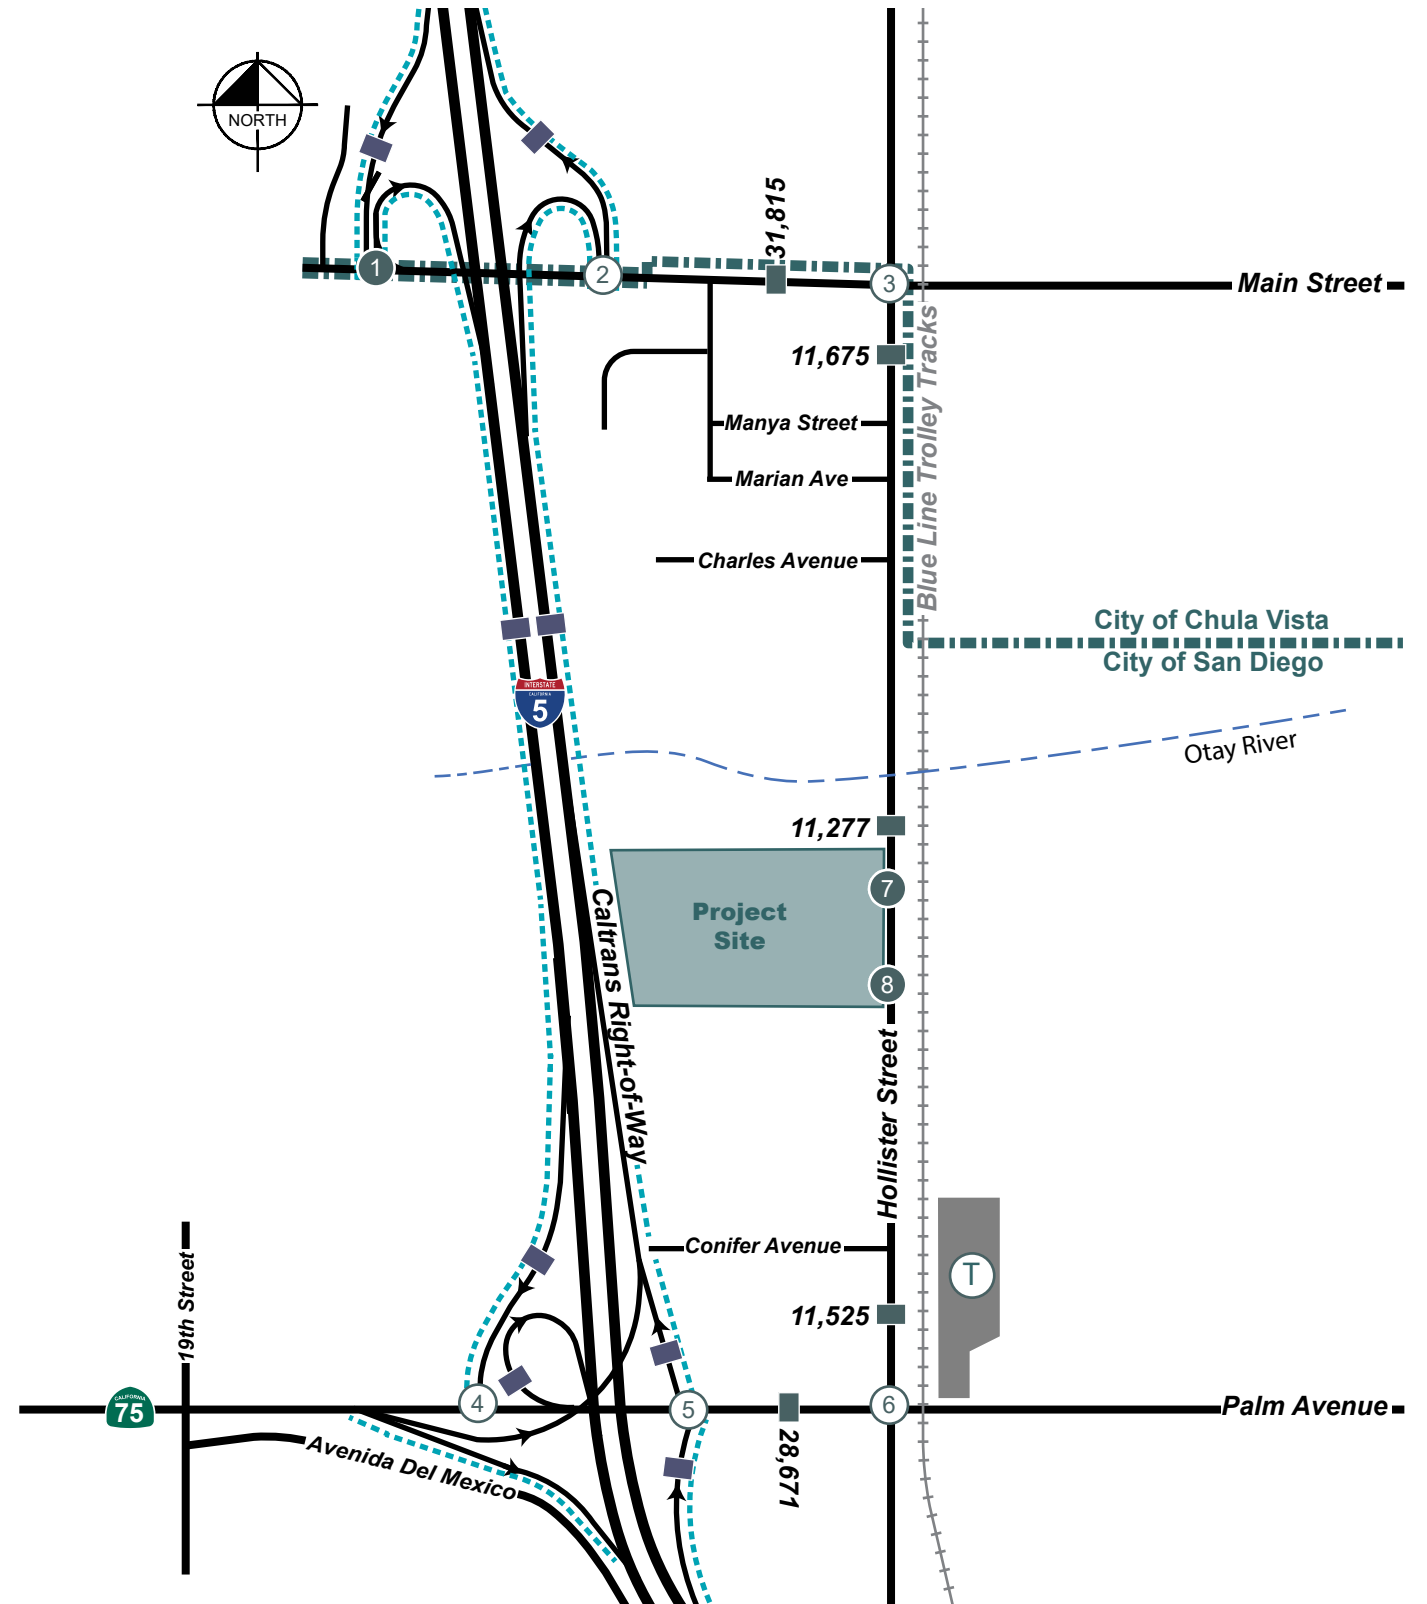 NORTH
31,815
1
2
3
Main Street
11,675
Blue Line Trolley Tracks
Manya Street
Marian Ave
Charles Avenue
City of Chula Vista
City of San Diego
INTERSTATE
CALIFORNIA
5
Otay River
11,277
7
Project
Site
Caltrans Right-of-Way
8
Hollister Street
Conifer Avenue
19th Street
T
11,525
CALIFORNIA
75
4
5
6
Palm Avenue
Avenida Del Mexico
28,671